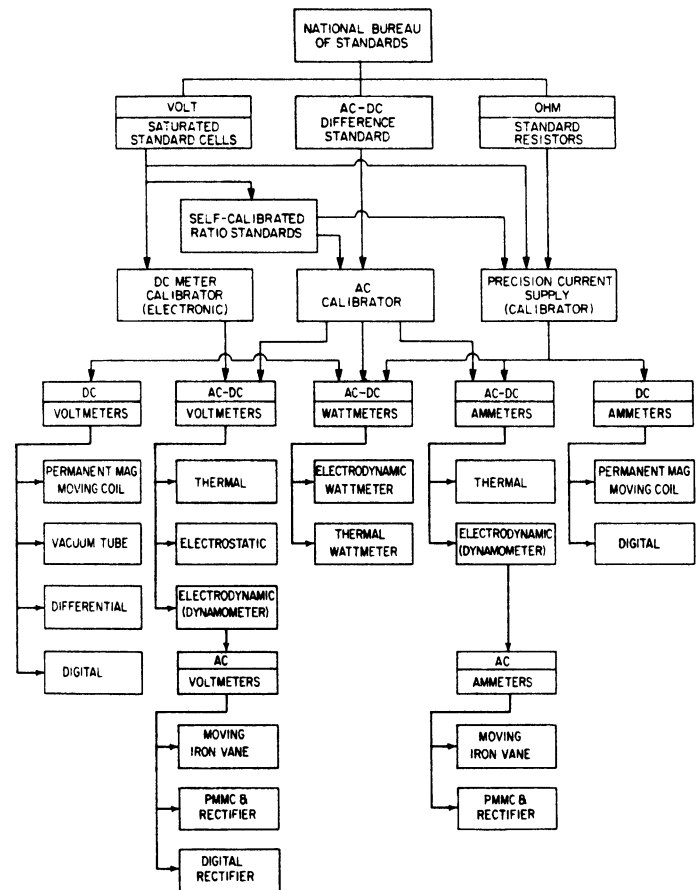 NATIONAL BUREAU
OF STANDARDS
VOLT
SATURATED
STANDARD CELLS
AC-DC
DIFFERENCE
STANDARD
OHM
STANDARD
RESISTORS
SELF-CALIBRATED
RATIO STANDARDS
DC METER
CALIBRATOR
(ELECTRONIC)
AC
CALIBRATOR
PRECISION CURRENT
SUPPLY
(CALIBRATOR)
DC
VOLTMETERS
AC-DC
VOLTMETERS
AC-DC
WATTMETERS
AC-DC
AMMETERS
DC
AMMETERS
PERMANENT MAG
MOVING COIL
VACUUM TUBE
DIFFERENTIAL
DIGITAL
THERMAL
ELECTROSTATIC
ELECTRODYNAMIC
(DYNAMOMETER)
AC
VOLTMETERS
MOVING
IRON VANE
PMMC &
RECTIFIER
DIGITAL
RECTIFIER
ELECTRODYNAMIC
WATTMETER
THERMAL
WATTMETER
THERMAL
ELECTRODYNAMIC
(DYNAMOMETER)
AC
AMMETERS
MOVING
IRON VANE
PMMC &
RECTIFIER
PERMANENT MAG
MOVING COIL
DIGITAL